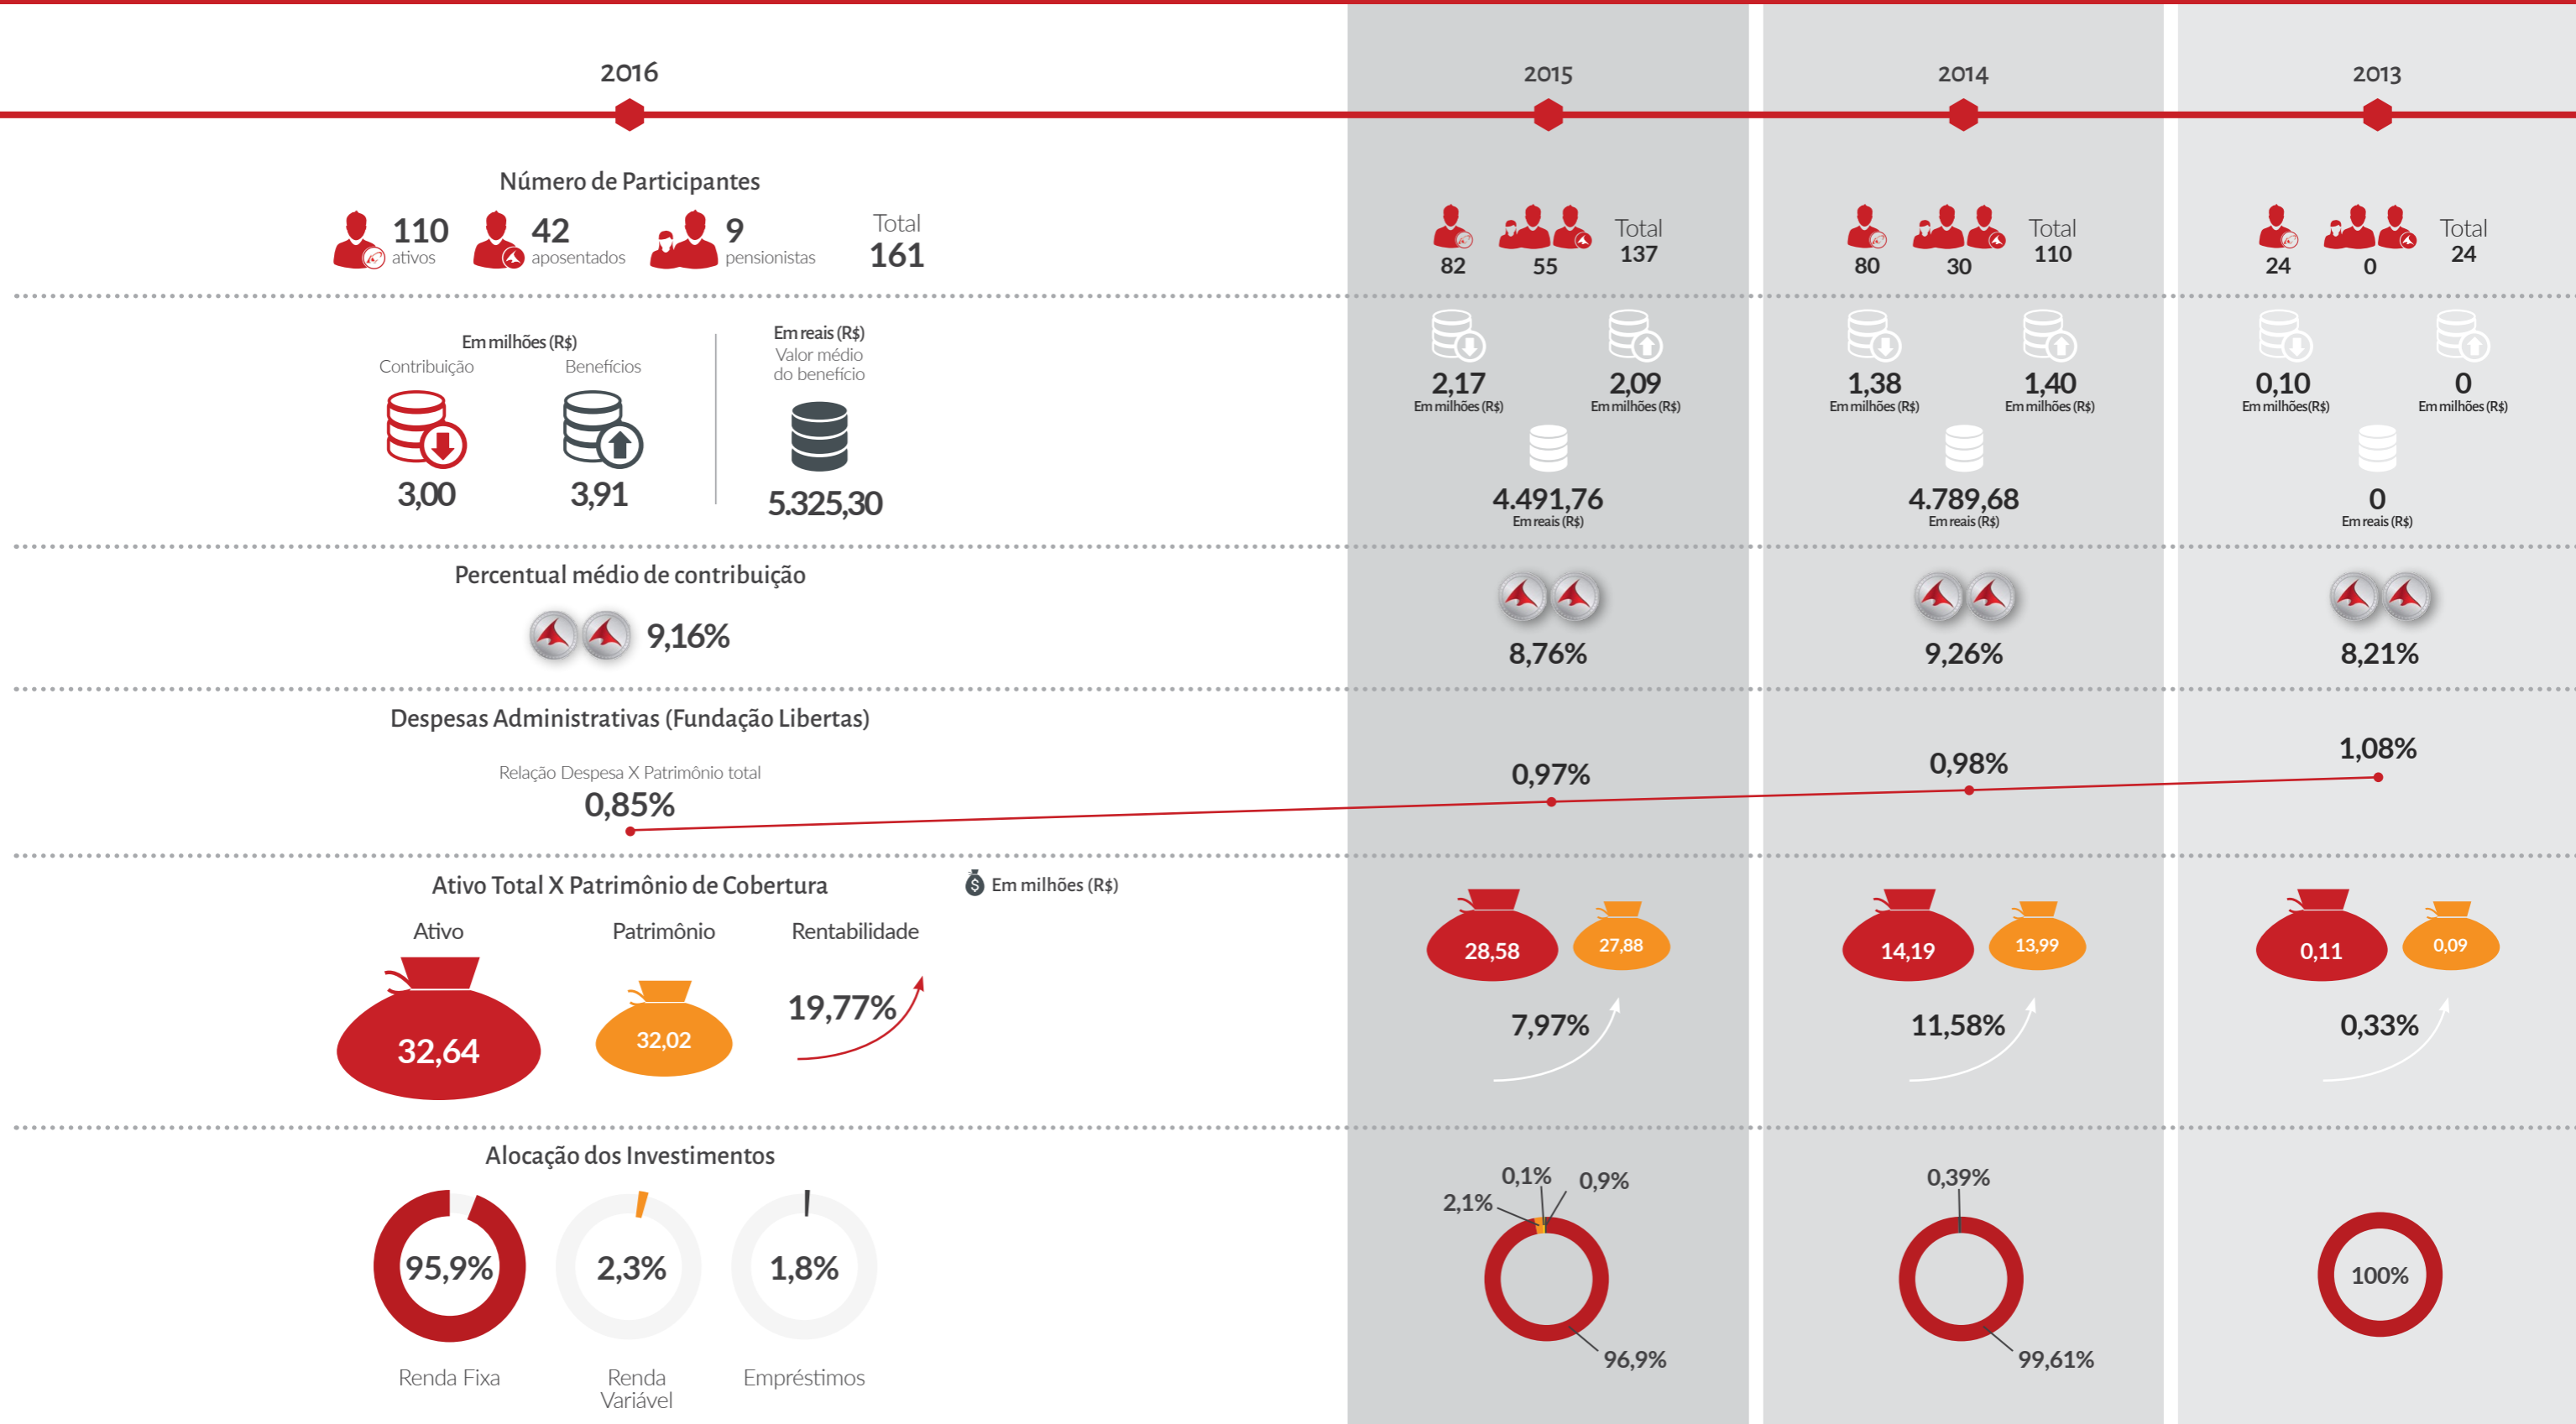 2016
2015
2014
2013
Número de Participantes
110
ativos
42
aposentados
9
pensionistas
Total
161
82
55
Total
137
80
30
Total
110
24
0
Total
24
Em milhões (R$)
Contribuição
Benefícios
3,00
3,91
Em reais (R$)
Valor médio
do benefício
5.325,30
2,17
Em milhões (R$)
2,09
Em milhões (R$)
4.491,76
Em reais (R$)
1,38
Em milhões (R$)
1,40
Em milhões (R$)
4.789,68
Em reais (R$)
0,10
Em milhões(R$)
0
Em milhões (R$)
0
Em reais (R$)
Percentual médio de contribuição
9,16%
8,76%
9,26%
8,21%
Despesas Administrativas (Fundação Libertas)
Relação Despesa X Patrimônio total
0,85%
0,97%
0,98%
1,08%
Ativo Total X Patrimônio de Cobertura
$ Em milhões (R$)
Ativo
Patrimônio
Rentabilidade
32,64
32,02
19,77%
28,58
27,88
7,97%
14,19
13,99
11,58%
0,11
0,09
0,33%
Alocação dos Investimentos
95,9%
Renda Fixa
2,3%
Renda
Variável
1,8%
Empréstimos
2,1%
0,1%
0,9%
96,9%
0,39%
99,61%
100%